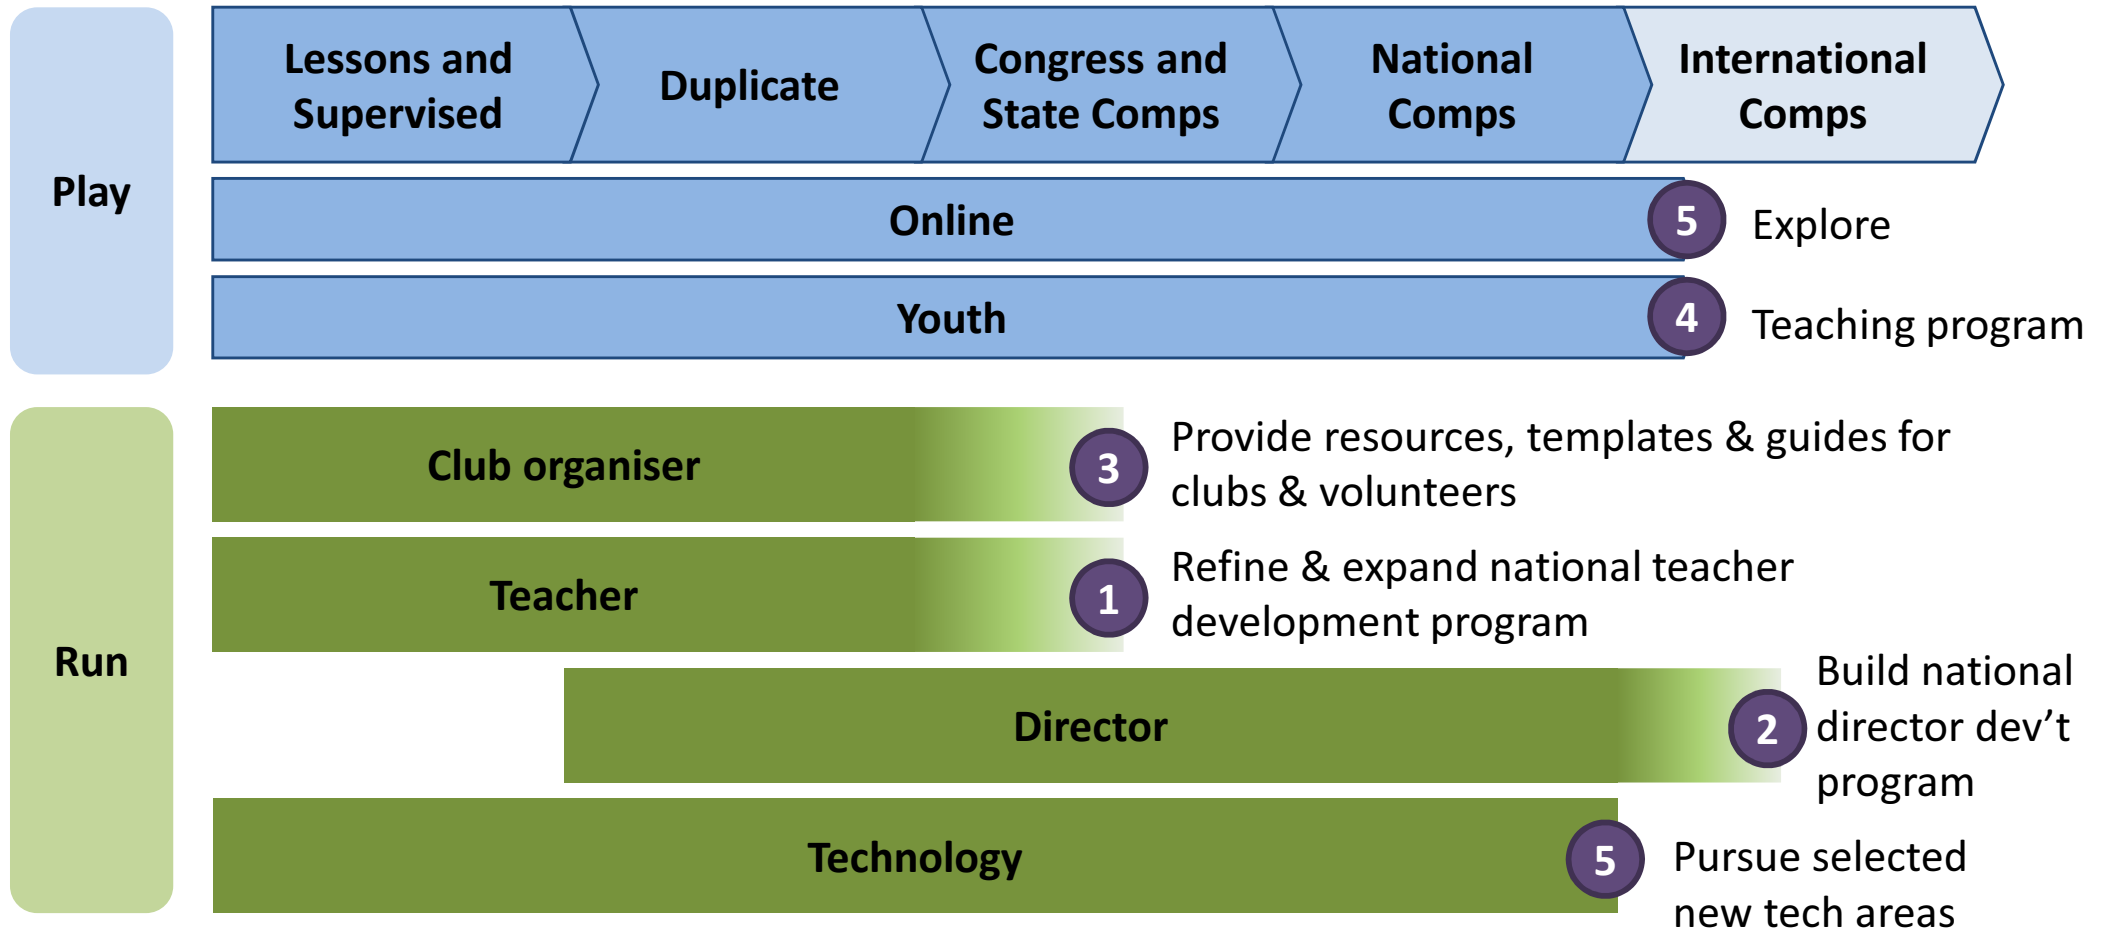 Play
Lessons and
Supervised
Duplicate
Congress and
State Comps
National
Comps
International
Comps
Online
5
Explore
Youth
4
Teaching program
Run
Club organiser
3
Provide resources, templates & guides for
clubs & volunteers
Teacher
1
Refine & expand national teacher
development program
Director
2
Build national
director dev’t
program
Technology
5
Pursue selected
new tech areas